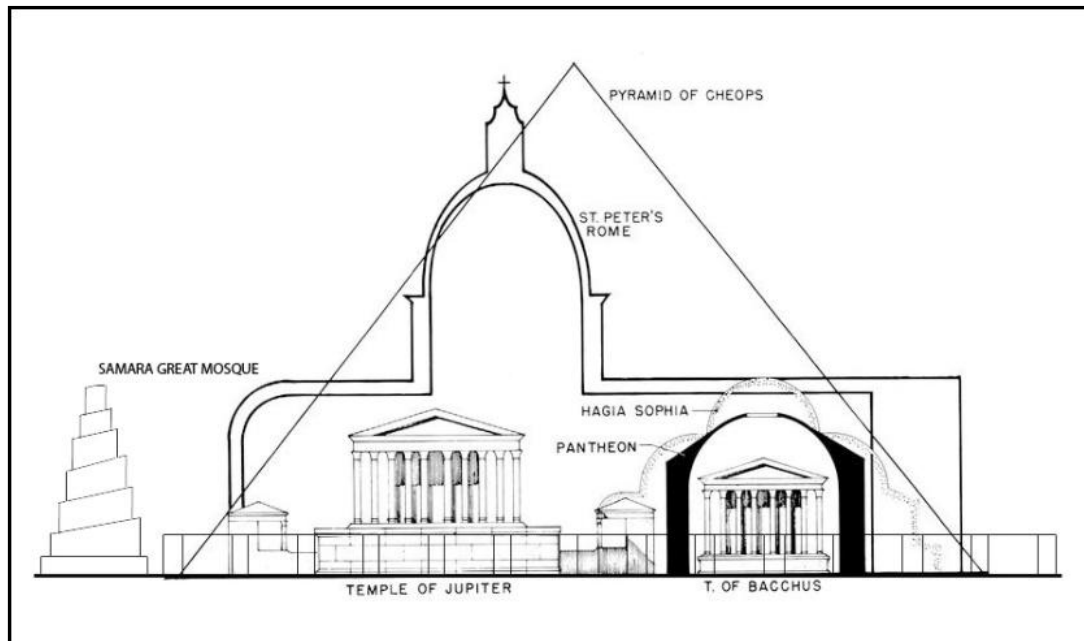 PYRAMID OF CHEOPS
ST. PETER'S
ROME
SAMARA GREAT MOSQUE
HAGIA SOPHIA
PANTHEON
TEMPLE OF JUPITER
T. OF BACCHUS